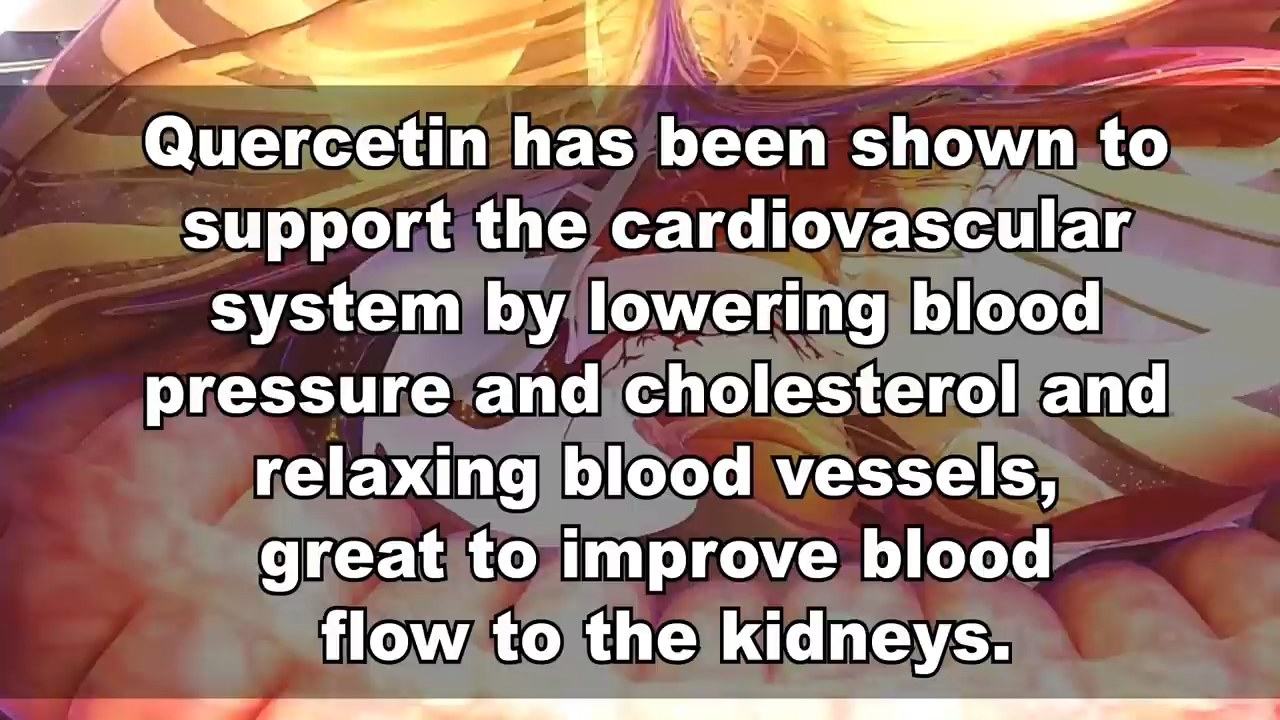 Quercetin has been shown to
support the cardiovascular
system by lowering blood
pressure and cholesterol and
relaxing blood vessels,
great to improve blood
flow to the kidneys.